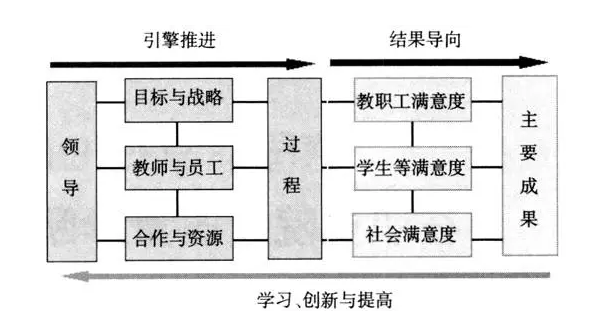 引擎推进
结果导向
领导
目标与战略
教师与员工
合作与资源
过程
教职工满意度
学生等满意度
社会满意度
主要成果
学习、创新与提高